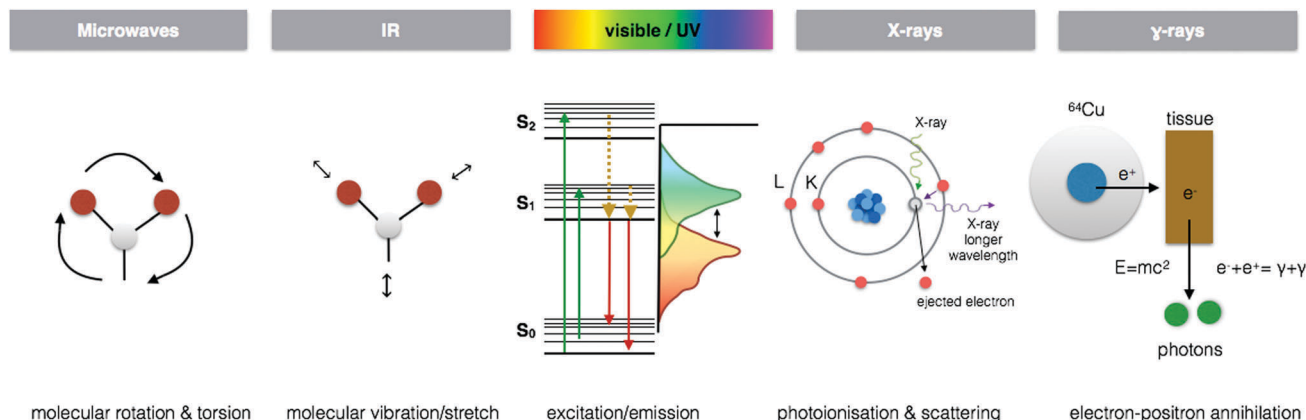 Microwaves
IR
visible / UV
X-rays
γ-rays
S₂
S₁
S₀
L
K
X-ray
X-ray
longer
wavelength
ejected electron
⁶⁴Cu
tissue
e⁺
e⁻
E=mc²
e⁻+e⁺= γ+γ
photons
molecular rotation & torsion
molecular vibration/stretch
excitation/emission
photoionisation & scattering
electron-positron annihilation